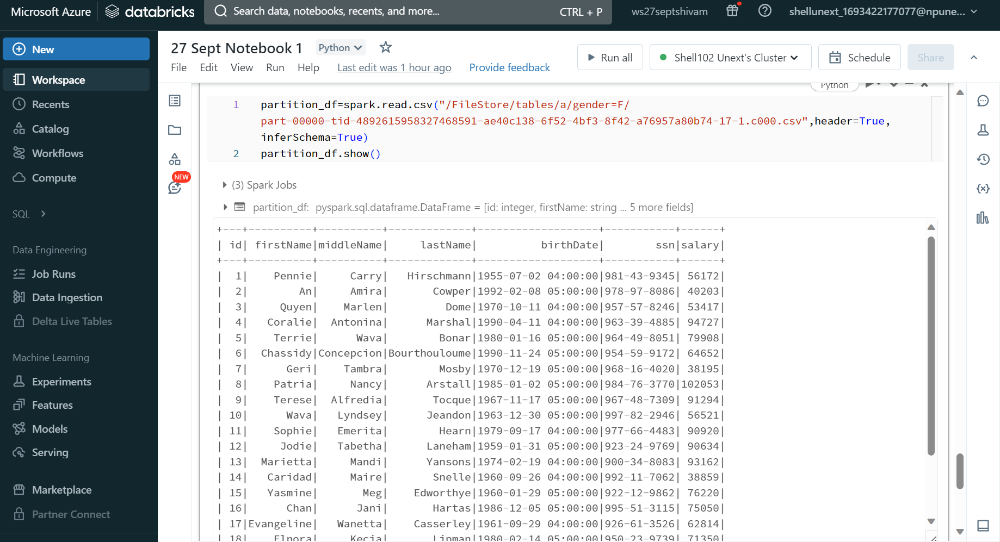 Microsoft Azure
databricks
Search data, notebooks, recents, and more...
CTRL + P
ws27septshivam
shellunext_1693422177077@npune...
New
Workspace
Recents
Catalog
Workflows
Compute
SQL
Data Engineering
Job Runs
Data Ingestion
Delta Live Tables
Machine Learning
Experiments
Features
Models
Serving
Marketplace
Partner Connect
27 Sept Notebook 1
Python
File Edit View Run Help Last edit was 1 hour ago Provide feedback
Run all
Shell102 Unext's Cluster
Schedule
Share
NEW
Python
1 partition_df=spark.read.csv("/FileStore/tables/a/gender=F/
part-00000-tid-4892615958327468591-ae40c138-6f52-4bf3-8f42-a76957a80b74-17-1.c000.csv",header=True,
inferSchema=True)
2 partition_df.show()
(3) Spark Jobs
partition_df: pyspark.sql.dataframe.DataFrame = [id: integer, firstName: string ... 5 more fields]
+---+----------+----------+-------------+-------------------+-----------+------+
| id| firstName|middleName|     lastName|          birthDate|        ssn|salary|
+---+----------+----------+-------------+-------------------+-----------+------+
|  1|    Pennie|     Carry|   Hirschmann|1955-07-02 04:00:00|981-43-9345| 56172|
|  2|        An|     Amira|       Cowper|1992-02-08 05:00:00|978-97-8086| 40203|
|  3|     Quyen|    Marlen|         Dome|1970-10-11 04:00:00|957-57-8246| 53417|
|  4|   Coralie|  Antonina|      Marshal|1990-04-11 04:00:00|963-39-4885| 94727|
|  5|    Terrie|      Wava|        Bonar|1980-01-16 05:00:00|964-49-8051| 79908|
|  6|  Chassidy|Concepcion|Bourthouloume|1990-11-24 05:00:00|954-59-9172| 64652|
|  7|      Geri|    Tambra|        Mosby|1970-12-19 05:00:00|968-16-4020| 38195|
|  8|    Patria|     Nancy|      Arstall|1985-01-02 05:00:00|984-76-3770|102053|
|  9|    Terese|  Alfredia|       Tocque|1967-11-17 05:00:00|967-48-7309| 91294|
| 10|      Wava|   Lyndsey|      Jeandon|1963-12-30 05:00:00|997-82-2946| 56521|
| 11|    Sophie|   Emerita|        Hearn|1979-09-17 04:00:00|977-66-4483| 90920|
| 12|     Jodie|   Tabetha|      Laneham|1959-01-31 05:00:00|923-24-9769| 90634|
| 13|  Marietta|     Mandi|      Yansons|1974-02-19 04:00:00|900-34-8083| 93162|
| 14|   Caridad|     Maire|       Snelle|1960-09-26 04:00:00|992-11-7062| 38859|
| 15|   Yasmine|       Meg|    Edworthye|1960-01-29 05:00:00|922-12-9862| 76220|
| 16|      Chan|      Jani|       Hartas|1986-12-05 05:00:00|995-51-3115| 75050|
| 17|Evangeline|   Wanetta|    Casserley|1961-09-29 04:00:00|926-61-3526| 62814|
| 18|    Elnora|     Kecia|       Lipman|1980-02-14 05:00:00|950-23-9739| 71350|